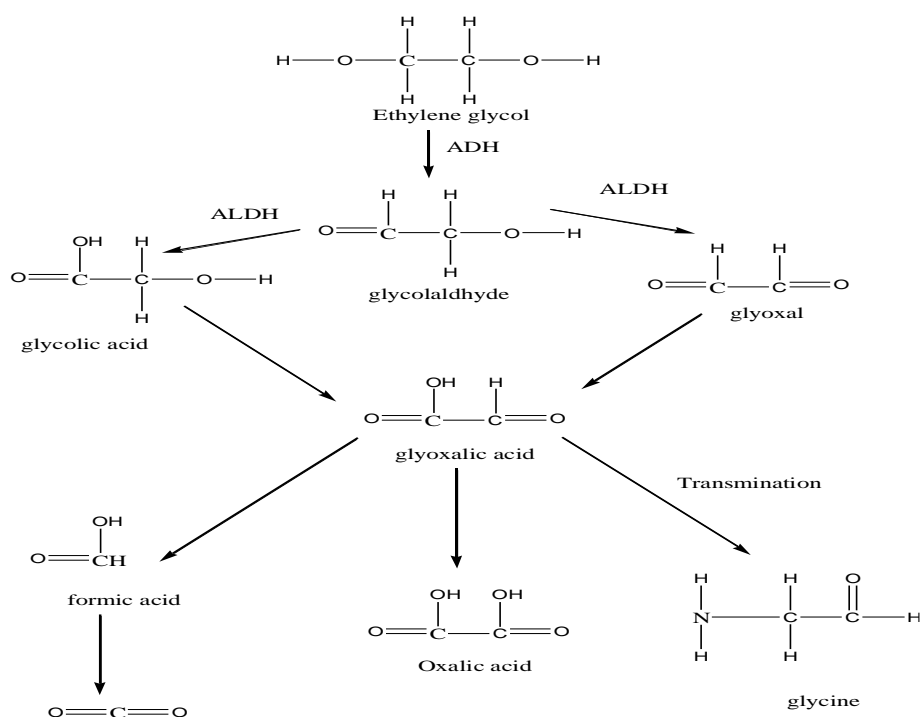 H H
H O C C O H
H H
Ethylene glycol
ADH
H H
ALDH
ALDH
O C C O H
H
OH H
O C C O H
H
H H
O C C O
glycolaldhyde
glyoxal
glycolic acid
OH H
O C C O
glyoxalic acid
Transmination
OH
O CH
formic acid
OH OH
O C C O
Oxalic acid
H H O
N C C H
H H
glycine
O C O